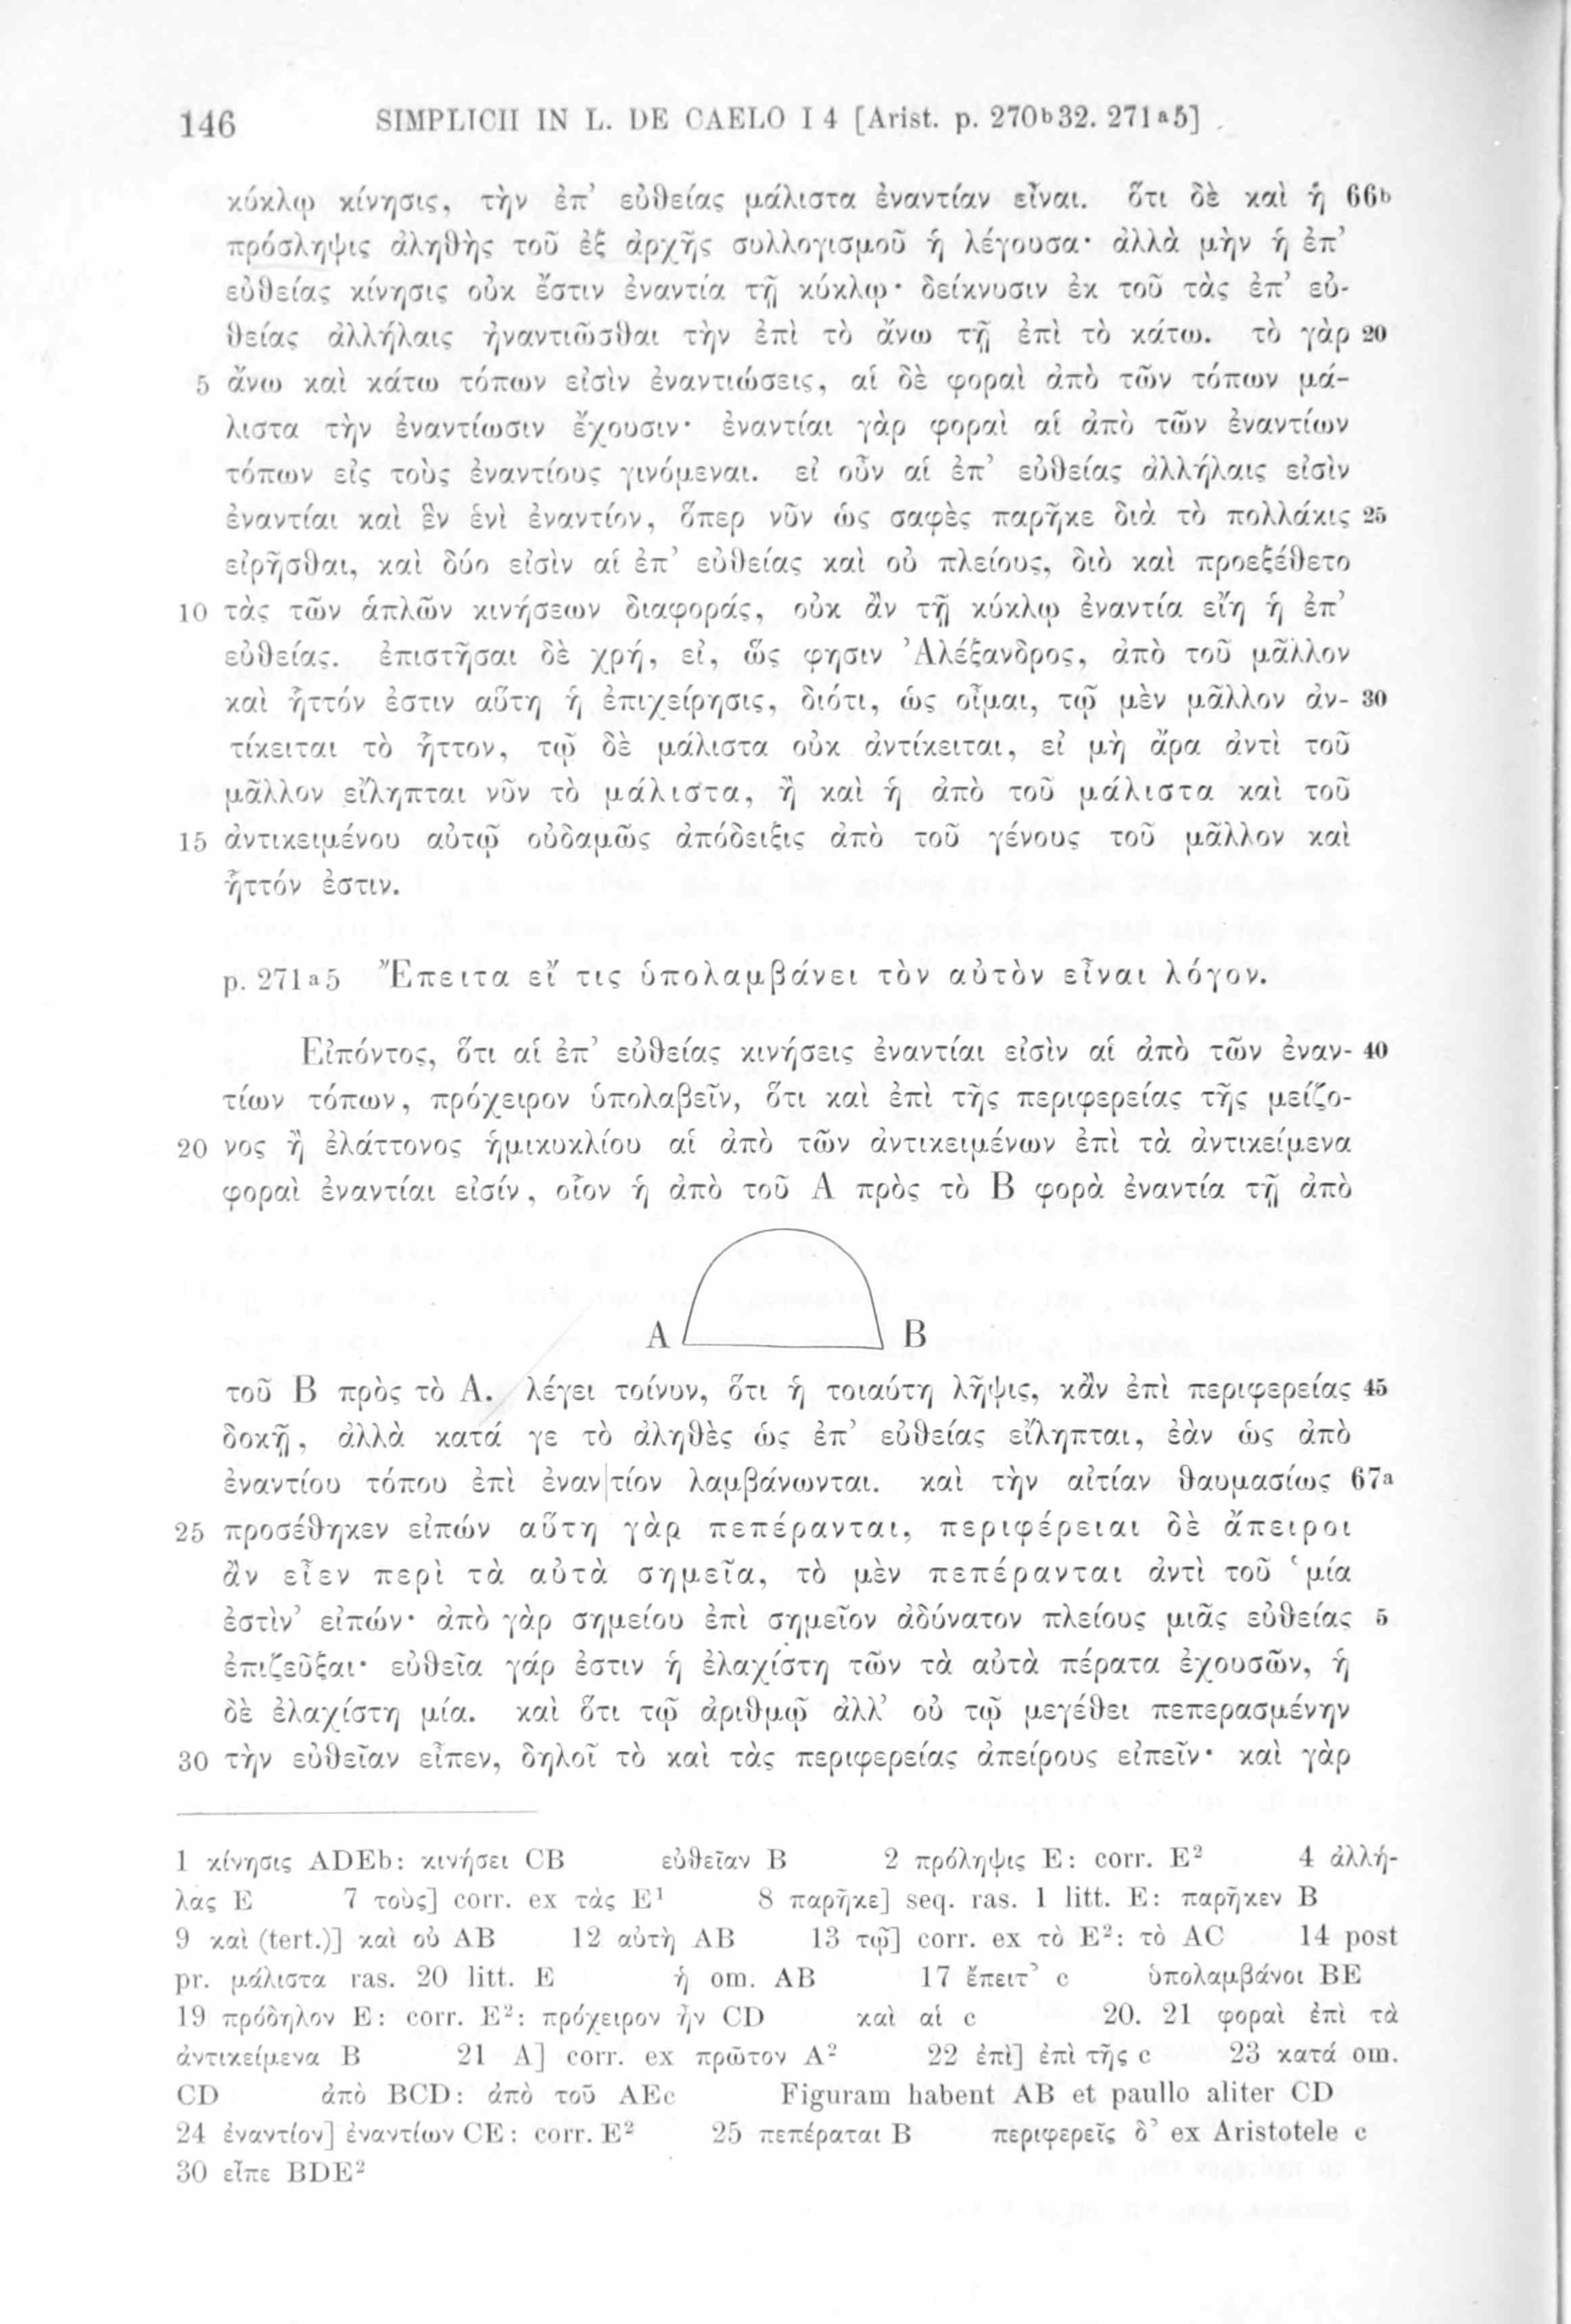 146 SIMPLICII IN L. DE CAELO I 4 [Arist. p. 270b32. 271a5]
κύκλῳ κίνησις, τὴν ἐπ’ εὐθείας μάλιστα ἐναντίαν εἶναι. ὅτι δὲ καὶ ἡ 66b
πρόσληψις ἀληθὴς τοῦ ἐξ ἀρχῆς συλλογισμοῦ ἡ λέγουσα· ἀλλὰ μὴν ἡ ἐπ’
εὐθείας κίνησις οὐκ ἔστιν ἐναντία τῇ κύκλῳ· δείκνυσιν ἐκ τοῦ τὰς ἐπ’ εὐ-
θείας ἀλλήλαις ἠναντιῶσθαι τὴν ἐπὶ τὸ ἄνω τῇ ἐπὶ τὸ κάτω. τὸ γὰρ 20
5 ἄνω καὶ κάτω τόπων εἰσὶν ἐναντιώσεις, αἱ δὲ φοραὶ ἀπὸ τῶν τόπων μά-
λιστα τὴν ἐναντίωσιν ἔχουσιν· ἐναντίαι γὰρ φοραὶ αἱ ἀπὸ τῶν ἐναντίων
τόπων εἰς τοὺς ἐναντίους γινόμεναι. εἰ οὖν αἱ ἐπ’ εὐθείας ἀλλήλαις εἰσὶν
ἐναντίαι καὶ ἓν ἑνὶ ἐναντίον, ὅπερ νῦν ὡς σαφὲς παρῆκε διὰ τὸ πολλάκις 25
εἰρῆσθαι, καὶ δύο εἰσὶν αἱ ἐπ’ εὐθείας καὶ οὐ πλείους, διὸ καὶ προεξέθετο
10 τὰς τῶν ἁπλῶν κινήσεων διαφοράς, οὐκ ἂν τῇ κύκλῳ ἐναντία εἴη ἡ ἐπ’
εὐθείας. ἐπιστῆσαι δὲ χρή, εἰ, ὥς φησιν Ἀλέξανδρος, ἀπὸ τοῦ μᾶλλον
καὶ ἧττόν ἐστιν αὕτη ἡ ἐπιχείρησις, διότι, ὡς οἶμαι, τῷ μὲν μᾶλλον ἀν- 30
τίκειται τὸ ἧττον, τῷ δὲ μάλιστα οὐκ ἀντίκειται, εἰ μὴ ἄρα ἀντὶ τοῦ
μᾶλλον εἴληπται νῦν τὸ μάλιστα, ἢ καὶ ἡ ἀπὸ τοῦ μάλιστα καὶ τοῦ
15 ἀντικειμένου αὐτῷ οὐδαμῶς ἀπόδειξις ἀπὸ τοῦ γένους τοῦ μᾶλλον καὶ
ἧττόν ἐστιν.
p. 271a5 Ἔπειτα εἴ τις ὑπολαμβάνει τὸν αὐτὸν εἶναι λόγον.
Εἰπόντος, ὅτι αἱ ἐπ’ εὐθείας κινήσεις ἐναντίαι εἰσὶν αἱ ἀπὸ τῶν ἐναν- 40
τίων τόπων, πρόχειρον ὑπολαβεῖν, ὅτι καὶ ἐπὶ τῆς περιφερείας τῆς μείζο-
20 νος ἢ ἐλάττονος ἡμικυκλίου αἱ ἀπὸ τῶν ἀντικειμένων ἐπὶ τὰ ἀντικείμενα
φοραὶ ἐναντίαι εἰσίν, οἷον ἡ ἀπὸ τοῦ Α πρὸς τὸ Β φορὰ ἐναντία τῇ ἀπὸ
Α Β
τοῦ Β πρὸς τὸ Α. λέγει τοίνυν, ὅτι ἡ τοιαύτη λῆψις, κἂν ἐπὶ περιφερείας 45
δοκῇ, ἀλλὰ κατά γε τὸ ἀληθὲς ὡς ἐπ’ εὐθείας εἴληπται, ἐὰν ὡς ἀπὸ
ἐναντίου τόπου ἐπὶ ἐναν|τίον λαμβάνωνται. καὶ τὴν αἰτίαν θαυμασίως 67a
25 προσέθηκεν εἰπών αὕτη γὰρ πεπέρανται, περιφέρειαι δὲ ἄπειροι
ἂν εἶεν περὶ τὰ αὐτὰ σημεῖα, τὸ μὲν πεπέρανται ἀντὶ τοῦ ‘μία
ἐστὶν’ εἰπών· ἀπὸ γὰρ σημείου ἐπὶ σημεῖον ἀδύνατον πλείους μιᾶς εὐθείας 5
ἐπιζεῦξαι· εὐθεῖα γάρ ἐστιν ἡ ἐλαχίστη τῶν τὰ αὐτὰ πέρατα ἐχουσῶν, ἡ
δὲ ἐλαχίστη μία. καὶ ὅτι τῷ ἀριθμῷ ἀλλ’ οὐ τῷ μεγέθει πεπερασμένην
30 τὴν εὐθεῖαν εἶπεν, δηλοῖ τὸ καὶ τὰς περιφερείας ἀπείρους εἰπεῖν· καὶ γὰρ
1 κίνησις ADEb: κινήσει CB εὐθεῖαν B 2 πρόληψις E: corr. E² 4 ἀλλή-
λας E 7 τοὺς] corr. ex τὰς E¹ 8 παρῆκε] seq. ras. 1 litt. E: παρῆκεν B
9 καὶ (tert.)] καὶ οὐ AB 12 αὐτὴ AB 13 τῷ] corr. ex τὸ E²: τὸ AC 14 post
pr. μάλιστα ras. 20 litt. E ἡ om. AB 17 ἔπειτ’ c ὑπολαμβάνοι BE
19 πρόδηλον E: corr. E²: πρόχειρον ἦν CD καὶ αἱ c 20. 21 φοραὶ ἐπὶ τὰ
ἀντικείμενα B 21 Α] corr. ex πρῶτον A² 22 ἐπὶ] ἐπὶ τῆς c 23 κατά om.
CD ἀπὸ BCD: ἀπὸ τοῦ AEc Figuram habent AB et paullo aliter CD
24 ἐναντίον] ἐναντίων CE: corr. E² 25 πεπέραται B περιφερεῖς δ’ ex Aristotele c
30 εἶπε BDE²